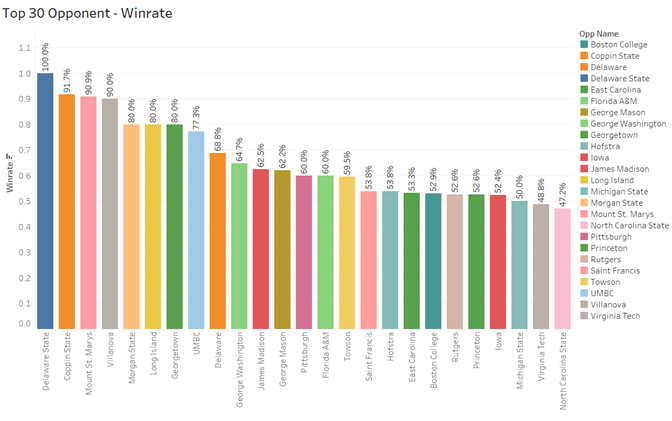 Top 30 Opponent - Winrate
Opp Name
Boston College
Coppin State
Delaware
Delaware State
East Carolina
Florida A&M
George Mason
George Washington
Georgetown
Hofstra
Iowa
James Madison
Long Island
Michigan State
Morgan State
Mount St. Marys
North Carolina State
Pittsburgh
Princeton
Rutgers
Saint Francis
Towson
UMBC
Villanova
Virginia Tech
Winrate
1.1
1.0
0.9
0.8
0.7
0.6
0.5
0.4
0.3
0.2
0.1
0.0
100.0%
91.7%
90.9%
90.0%
80.0%
80.0%
80.0%
77.3%
68.8%
64.7%
62.5%
62.2%
60.0%
60.0%
59.5%
53.8%
53.8%
53.3%
52.9%
52.6%
52.6%
52.4%
50.0%
48.8%
47.2%
Delaware State
Coppin State
Mount St. Marys
Villanova
Morgan State
Long Island
Georgetown
UMBC
Delaware
George Washington
James Madison
George Mason
Pittsburgh
Florida A&M
Towson
Saint Francis
Hofstra
East Carolina
Boston College
Rutgers
Princeton
Iowa
Michigan State
Virginia Tech
North Carolina State